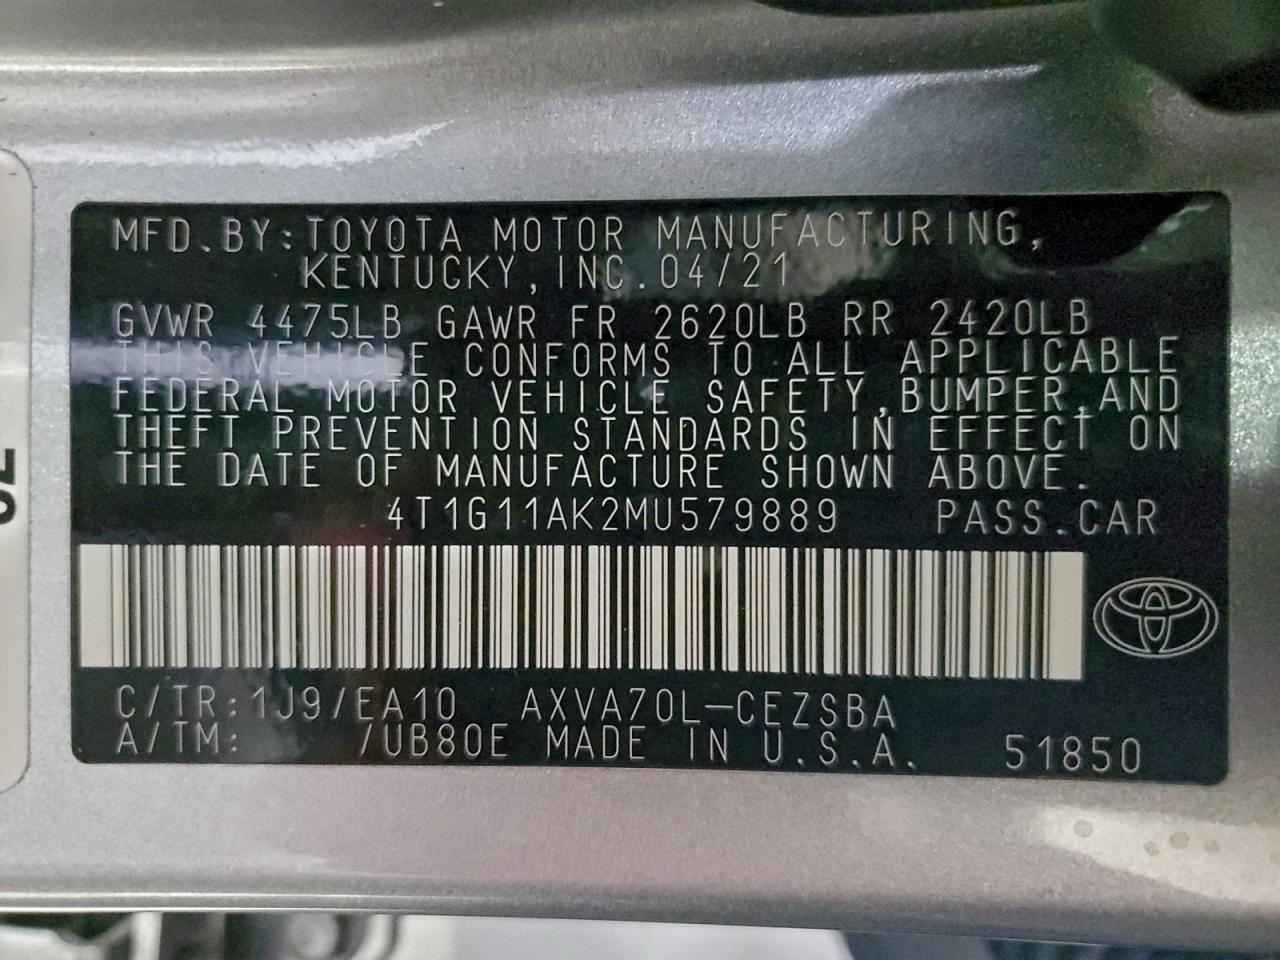 MFD.BY:TOYOTA MOTOR MANUFACTURING,
KENTUCKY,INC.04/21
GVWR 4475LB GAWR FR 2620LB RR 2420LB
THIS VEHICLE CONFORMS TO ALL APPLICABLE
FEDERAL MOTOR VEHICLE SAFETY,BUMPER,AND
THEFT PREVENTION STANDARDS IN EFFECT ON
THE DATE OF MANUFACTURE SHOWN ABOVE.
4T1G11AK2MU579889 PASS.CAR
C/TR:1J9/EA10 AXVA70L-CEZSBA
A/TM: /UB80E MADE IN U.S.A. 51850